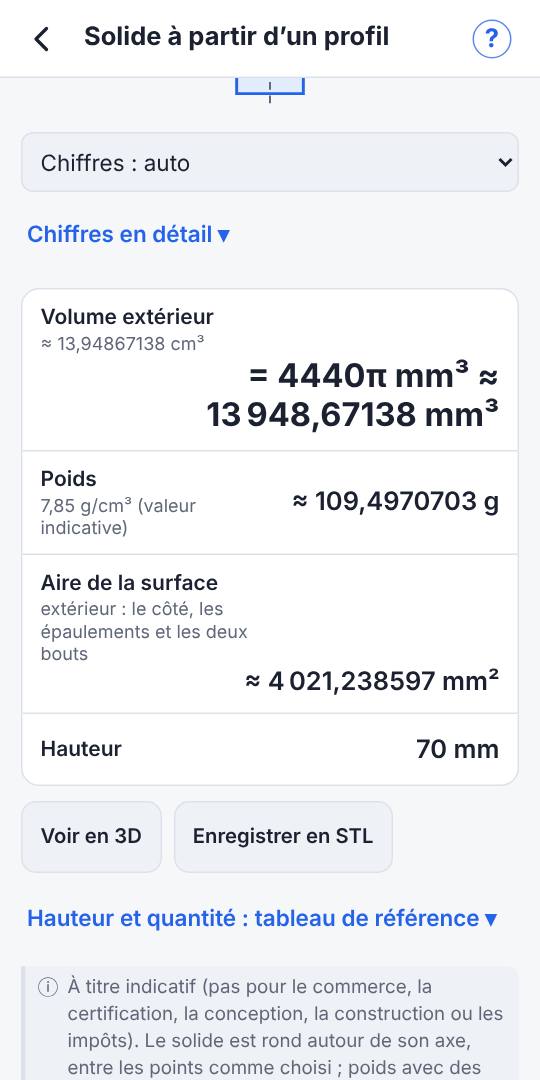 Solide à partir d’un profil
?
Chiffres : auto
Chiffres en détail ▾
Volume extérieur
≈ 13,94867138 cm³
= 4440π mm³ ≈
13 948,67138 mm³
Poids
7,85 g/cm³ (valeur
indicative)
≈ 109,4970703 g
Aire de la surface
extérieur : le côté, les
épaulements et les deux
bouts
≈ 4 021,238597 mm²
Hauteur
70 mm
Voir en 3D
Enregistrer en STL
Hauteur et quantité : tableau de référence ▾
ⓘ À titre indicatif (pas pour le commerce, la
certification, la conception, la construction ou les
impôts). Le solide est rond autour de son axe,
entre les points comme choisi ; poids avec des